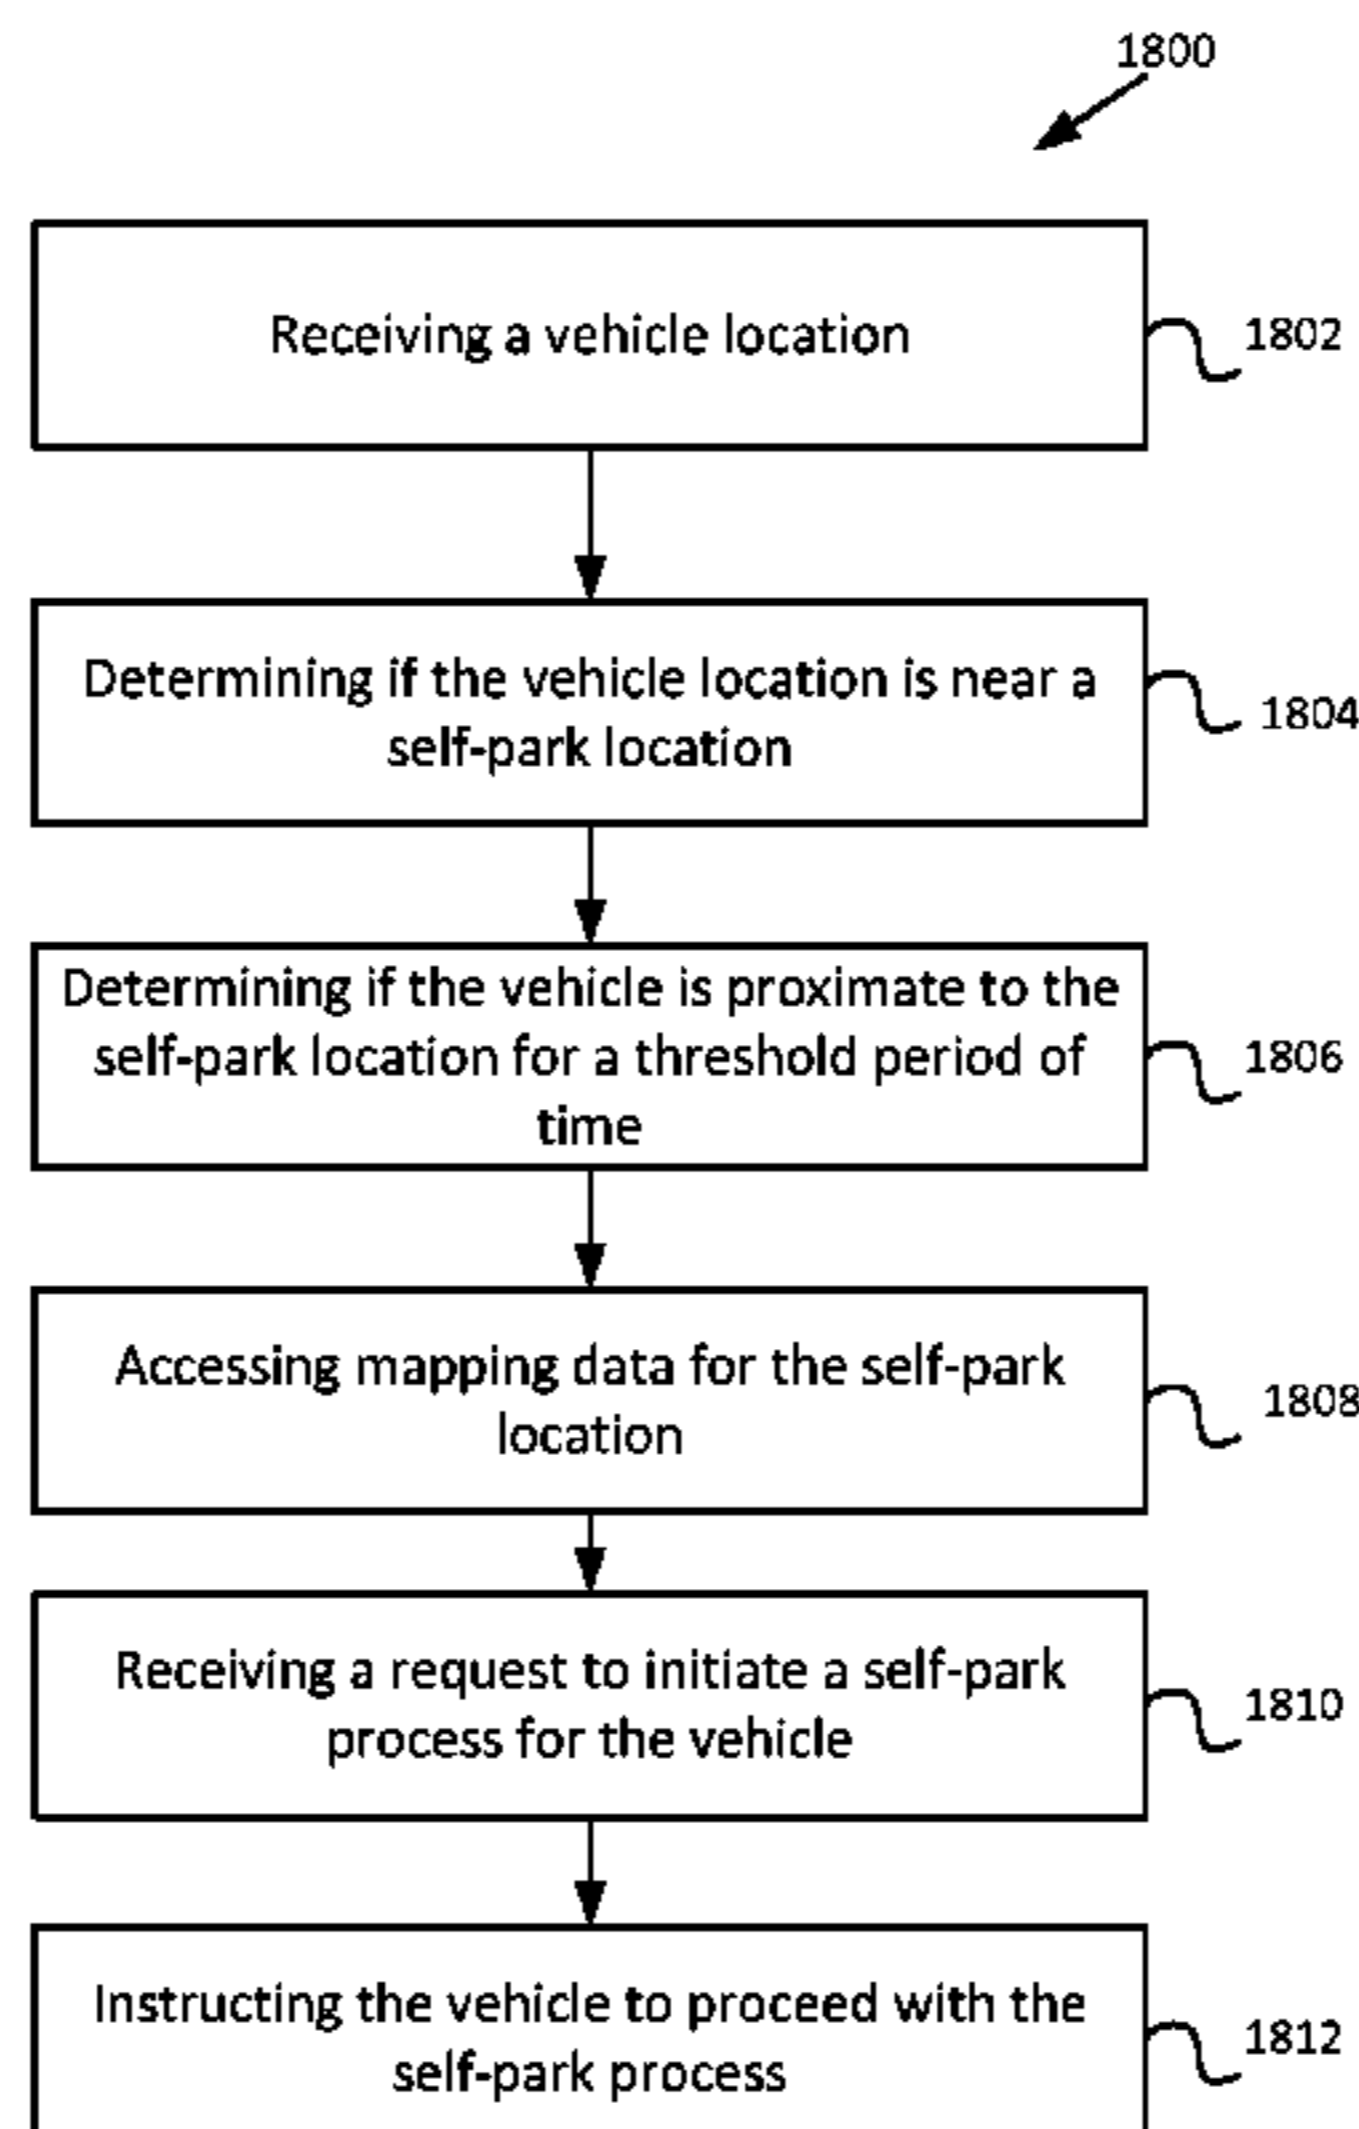 1800
Receiving a vehicle location
1802
Determining if the vehicle location is near a
self-park location
1804
Determining if the vehicle is proximate to the
self-park location for a threshold period of
time
1806
Accessing mapping data for the self-park
location
1808
Receiving a request to initiate a self-park
process for the vehicle
1810
Instructing the vehicle to proceed with the
self-park process
1812